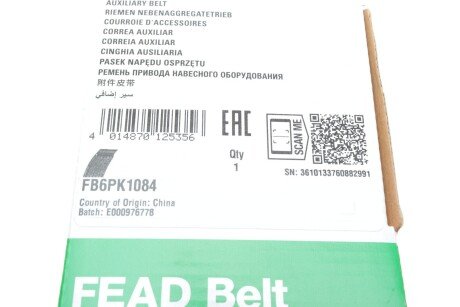 AUXILIARY BELT
RIEMEN NEBENAGGREGATETRIEB
COURROIE D'ACCESSOIRES
CORREA AUXILIAR
CORREIA AUXILIAR
CINGHIA AUSILIARIA
PASEK NAPĘDU OSPRZĘTU
РЕМЕНЬ ПРИВОДА НАВЕСНОГО ОБОРУДОВАНИЯ
附件皮带
سير إضافي
4 014870 125356
EAC
SCAN ME
Qty
1
SN: 3610133760882991
FB6PK1084
Country of Origin: China
Batch: E000976778
FEAD Belt